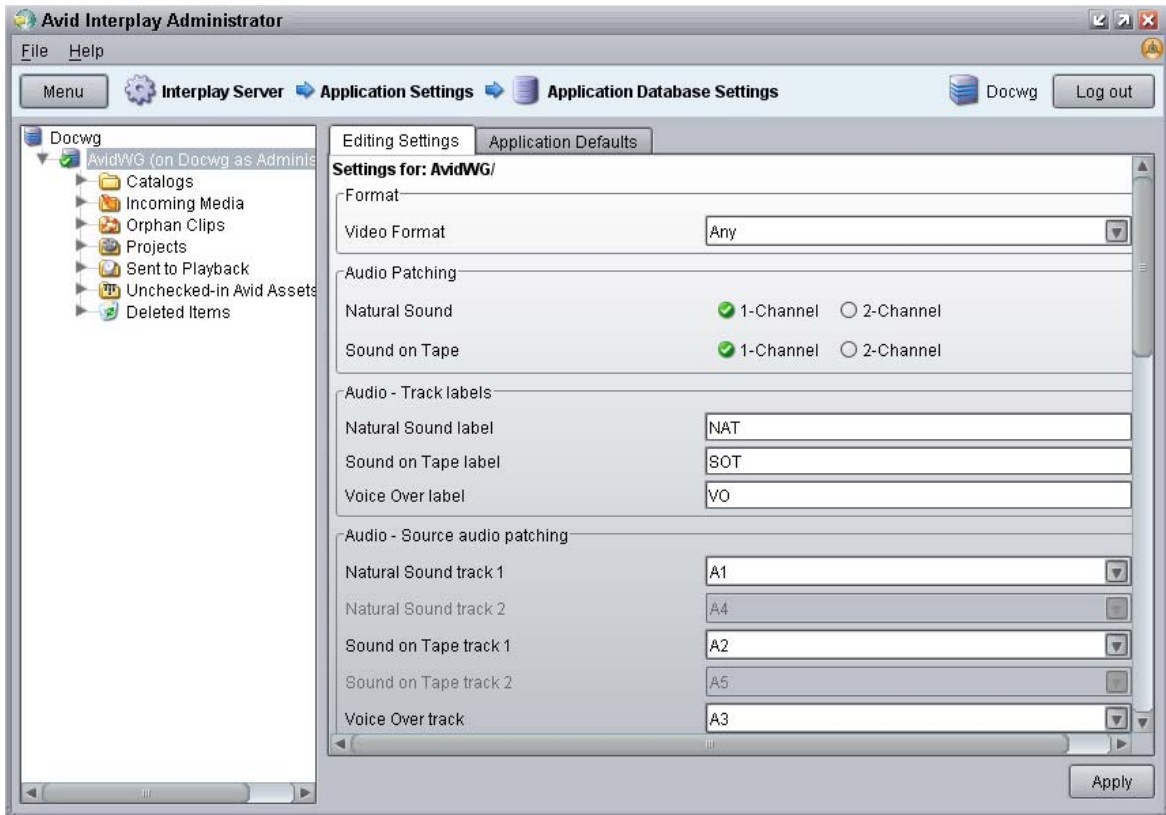 Avid Interplay Administrator
File Help
Menu Interplay Server Application Settings Application Database Settings Docwg Log out
Docwg
AvidWG (on Docwg as Adminis
Catalogs
Incoming Media
Orphan Clips
Projects
Sent to Playback
Unchecked-in Avid Assets
Deleted Items
Editing Settings Application Defaults
Settings for: AvidWG/
Format
Video Format Any
Audio Patching
Natural Sound 1-Channel 2-Channel
Sound on Tape 1-Channel 2-Channel
Audio - Track labels
Natural Sound label NAT
Sound on Tape label SOT
Voice Over label VO
Audio - Source audio patching
Natural Sound track 1 A1
Natural Sound track 2 A4
Sound on Tape track 1 A2
Sound on Tape track 2 A5
Voice Over track A3
Apply